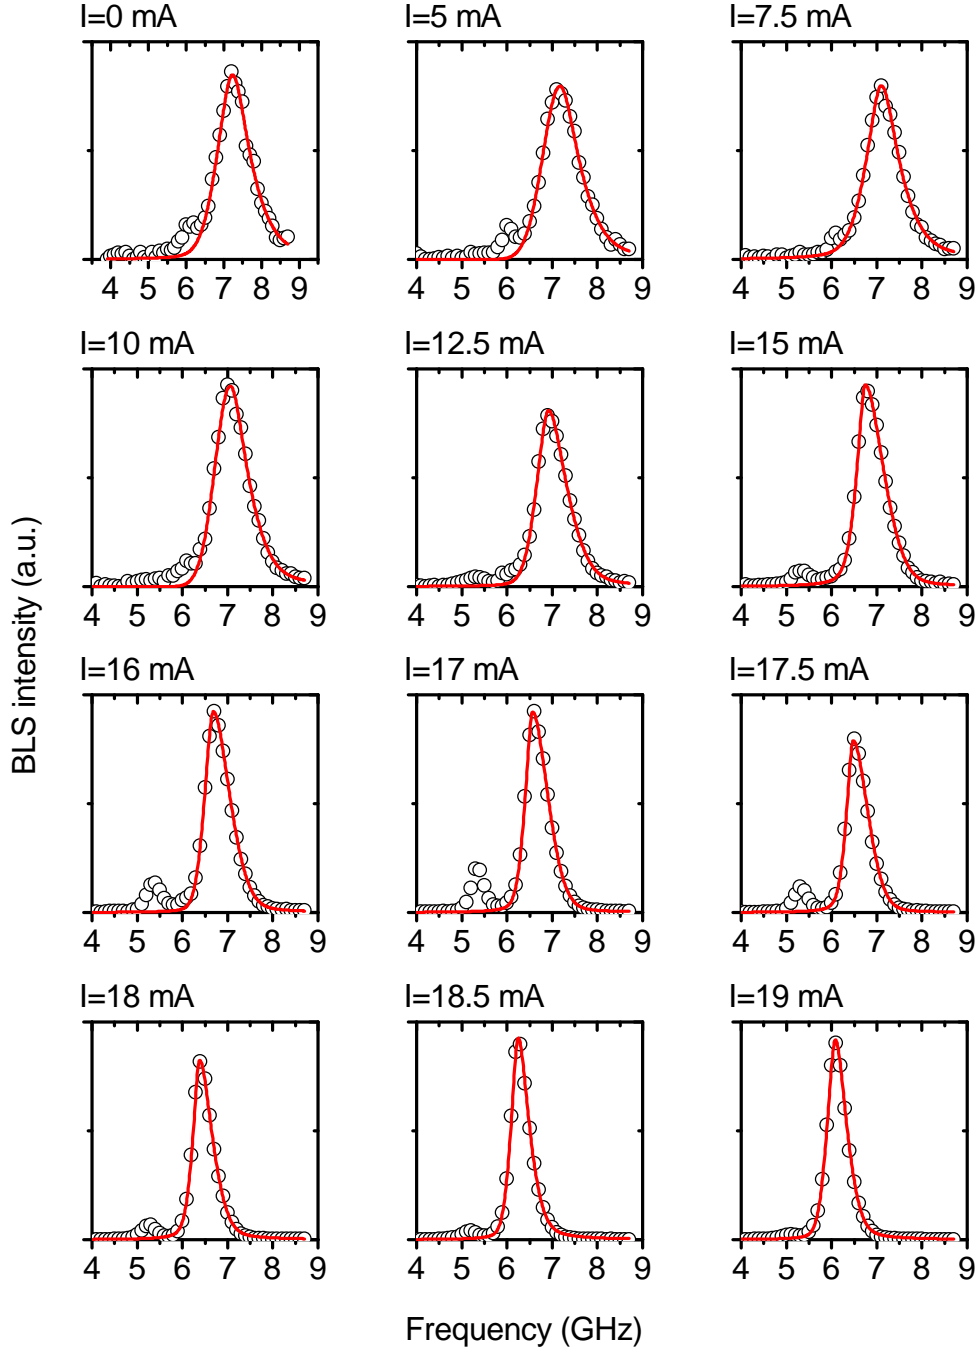 I=0 mA
I=5 mA
I=7.5 mA
4 5 6 7 8 9
4 5 6 7 8 9
4 5 6 7 8 9
I=10 mA
I=12.5 mA
I=15 mA
4 5 6 7 8 9
4 5 6 7 8 9
4 5 6 7 8 9
BLS intensity (a.u.)
I=16 mA
I=17 mA
I=17.5 mA
4 5 6 7 8 9
4 5 6 7 8 9
4 5 6 7 8 9
I=18 mA
I=18.5 mA
I=19 mA
4 5 6 7 8 9
4 5 6 7 8 9
4 5 6 7 8 9
Frequency (GHz)